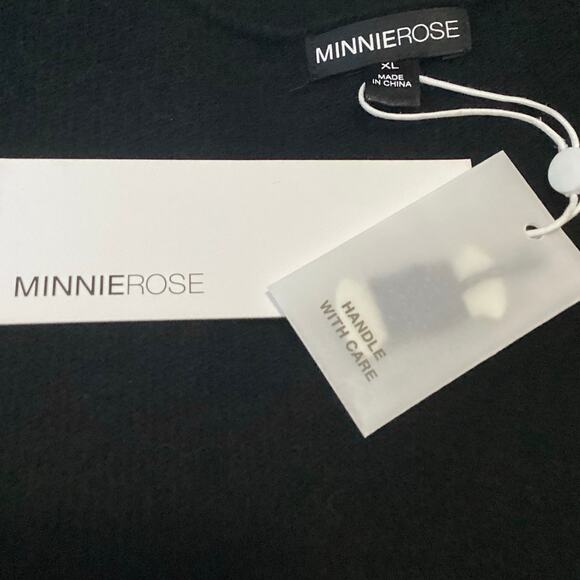 MINNIEROSE
XL
MADE
IN CHINA
MINNIEROSE
HANDLE
WITH CARE